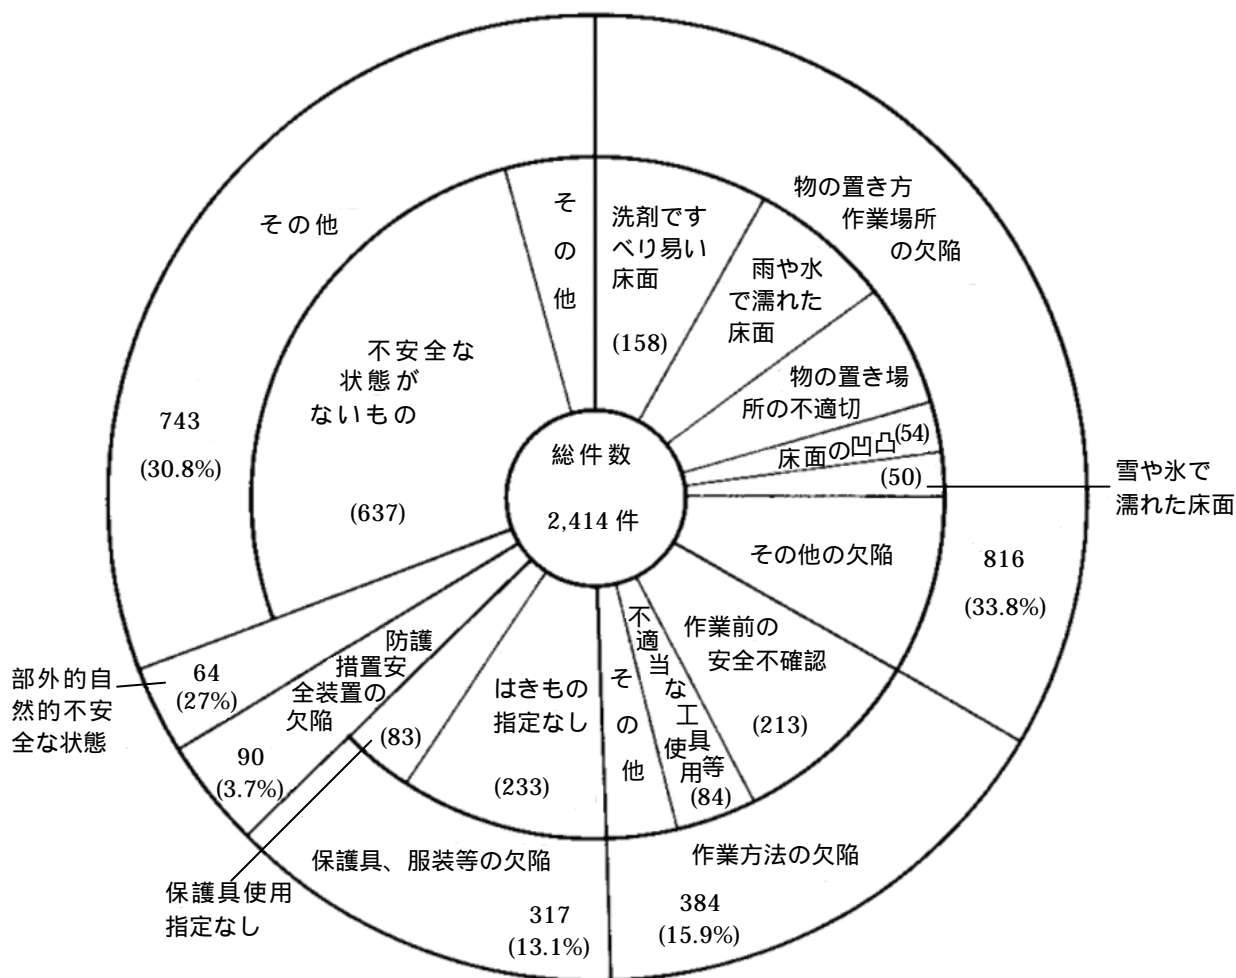 総件数
2,414 件
物の置き方
作業場所
の欠陥
816
(33.8%)
洗剤です
べり易い
床面
(158)
雨や水
で濡れた
床面
物の置き場
所の不適切
床面の凹凸(54)
(50)
雪や氷で
濡れた床面
その他の欠陥
作業前の
安全不確認
(213)
不適当な工具等使用
(84)
その他
作業方法の欠陥
384
(15.9%)
はきもの
指定なし
(233)
(83)
保護具使用
指定なし
保護具、服装等の欠陥
317
(13.1%)
防護
措置安
全装置の
欠陥
90
(3.7%)
部外的自
然的不安
全な状態
64
(27%)
不安全な
状態が
ないもの
(637)
その他
その他
743
(30.8%)